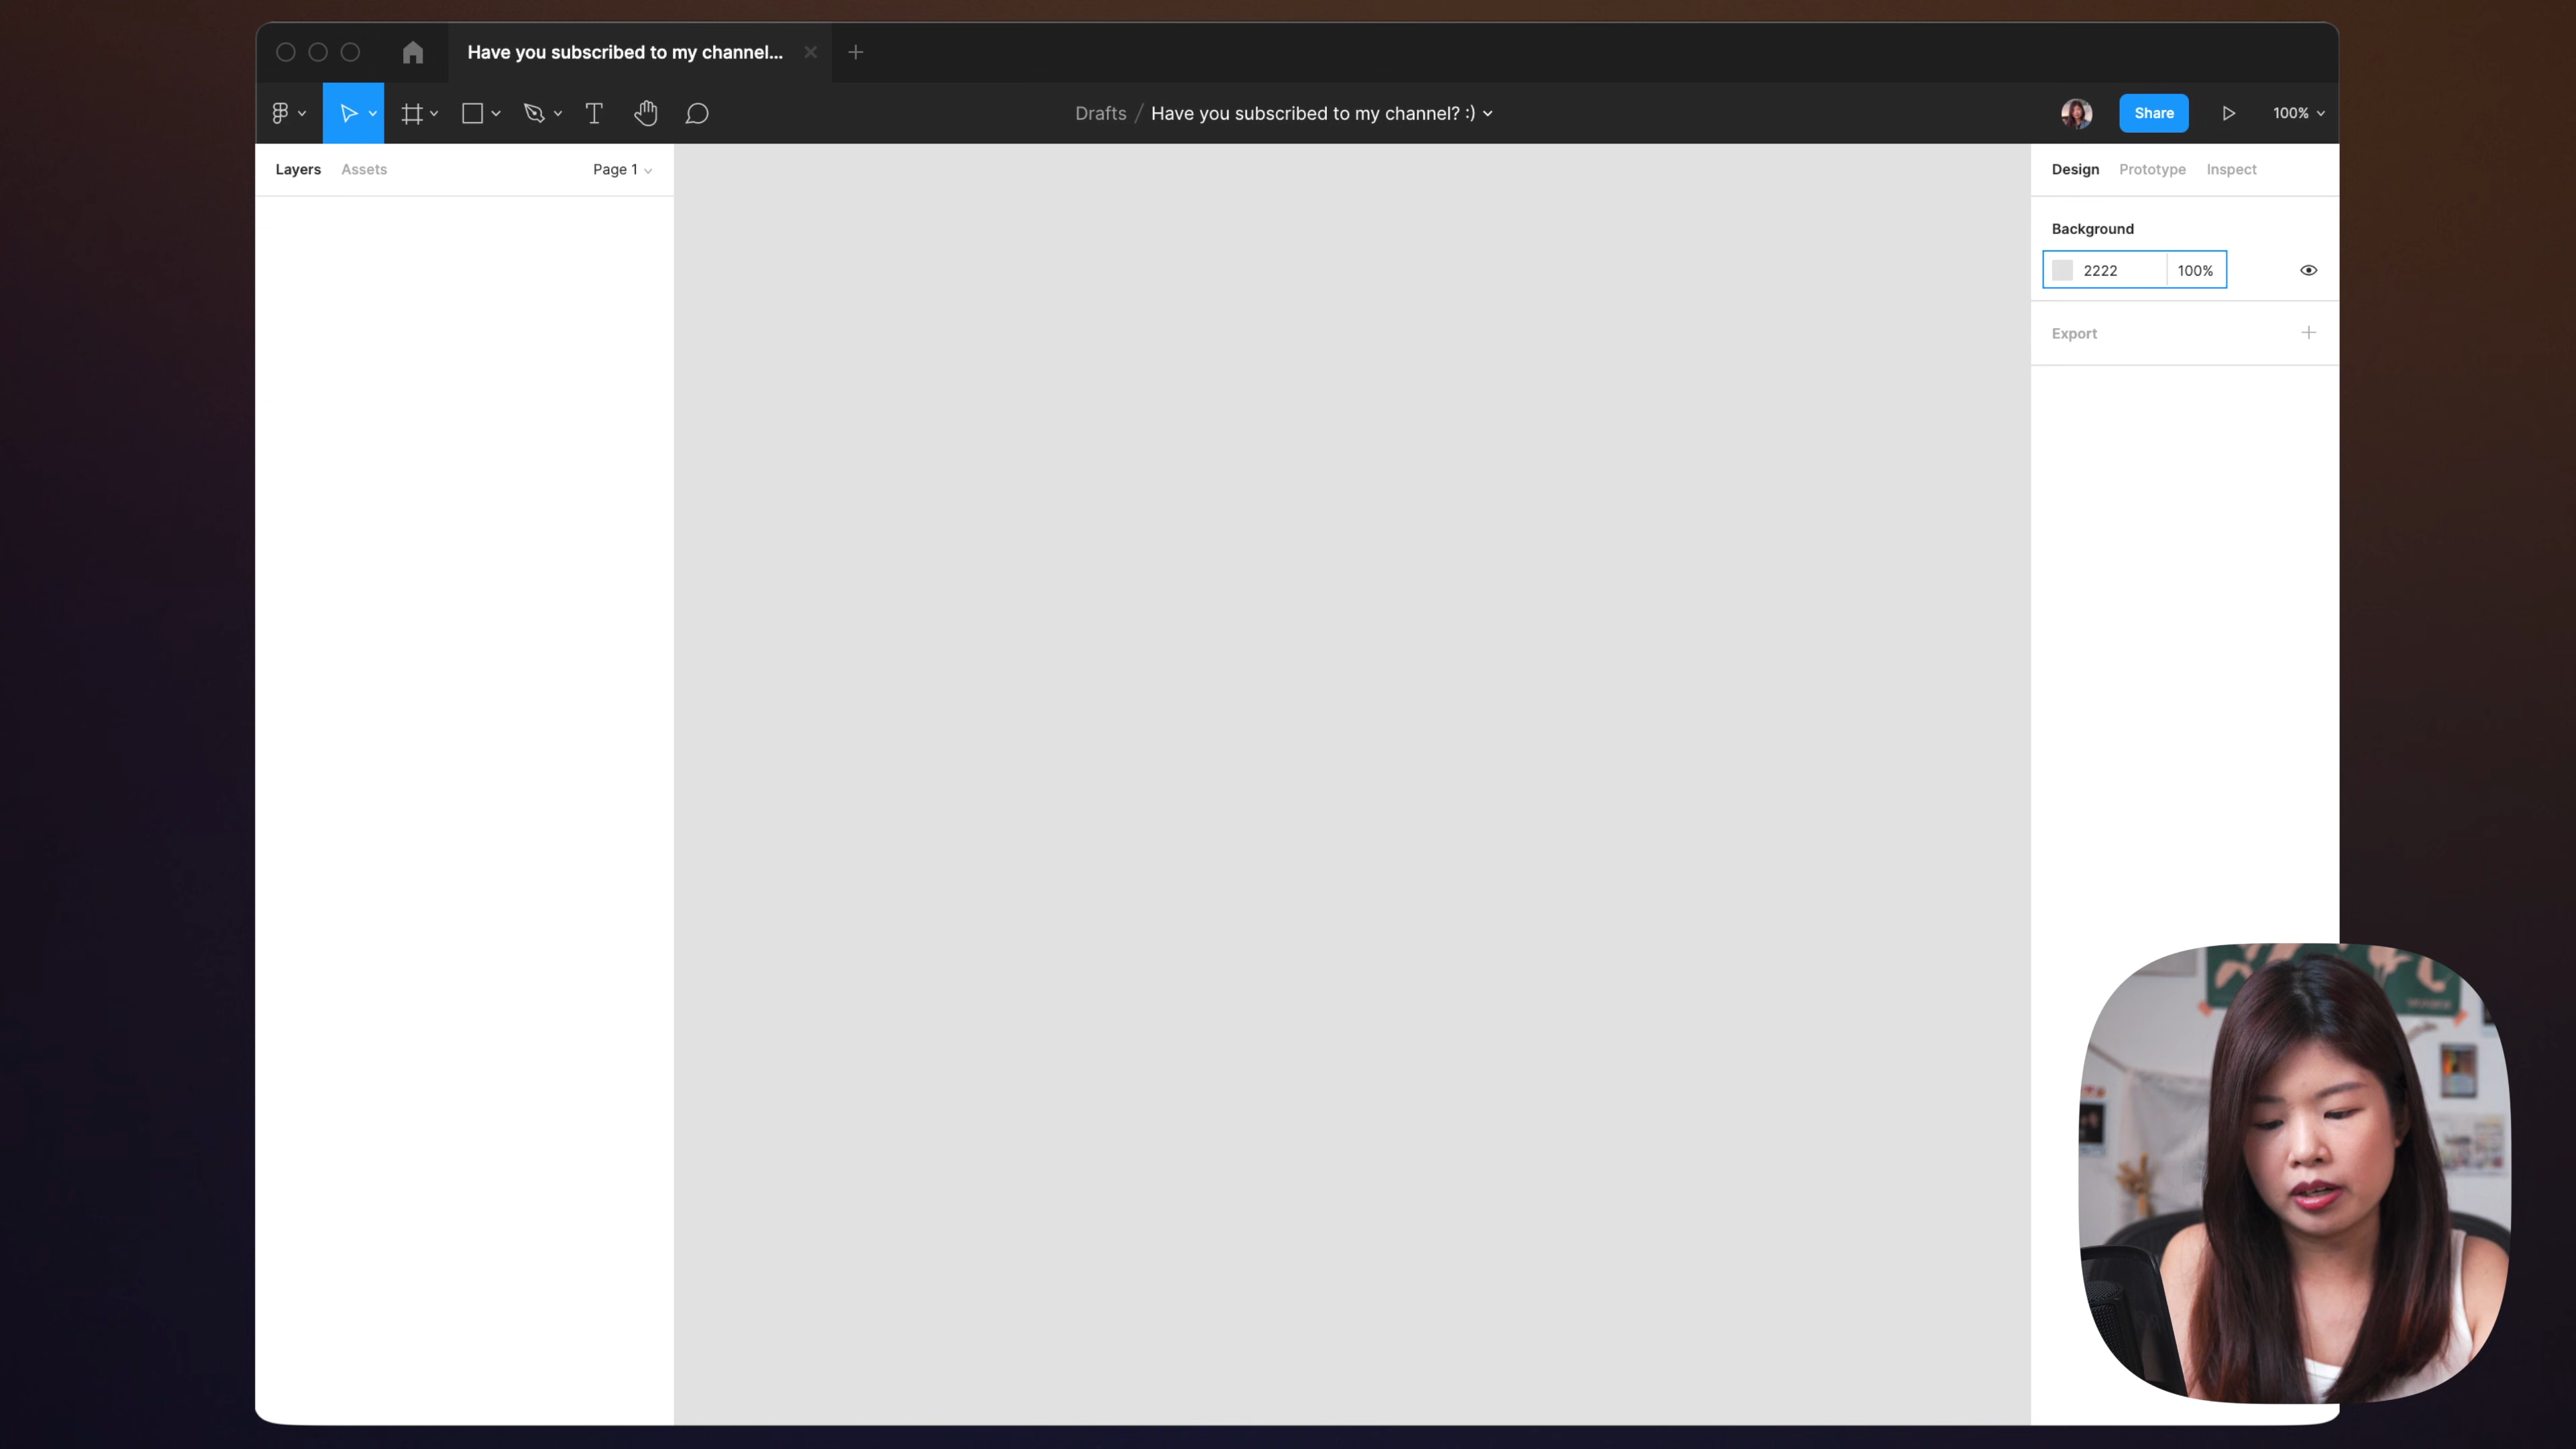 Have you subscribed to my channel...
Drafts / Have you subscribed to my channel? :)
Share
100%
Layers
Assets
Page 1
Design
Prototype
Inspect
Background
2222
100%
Export